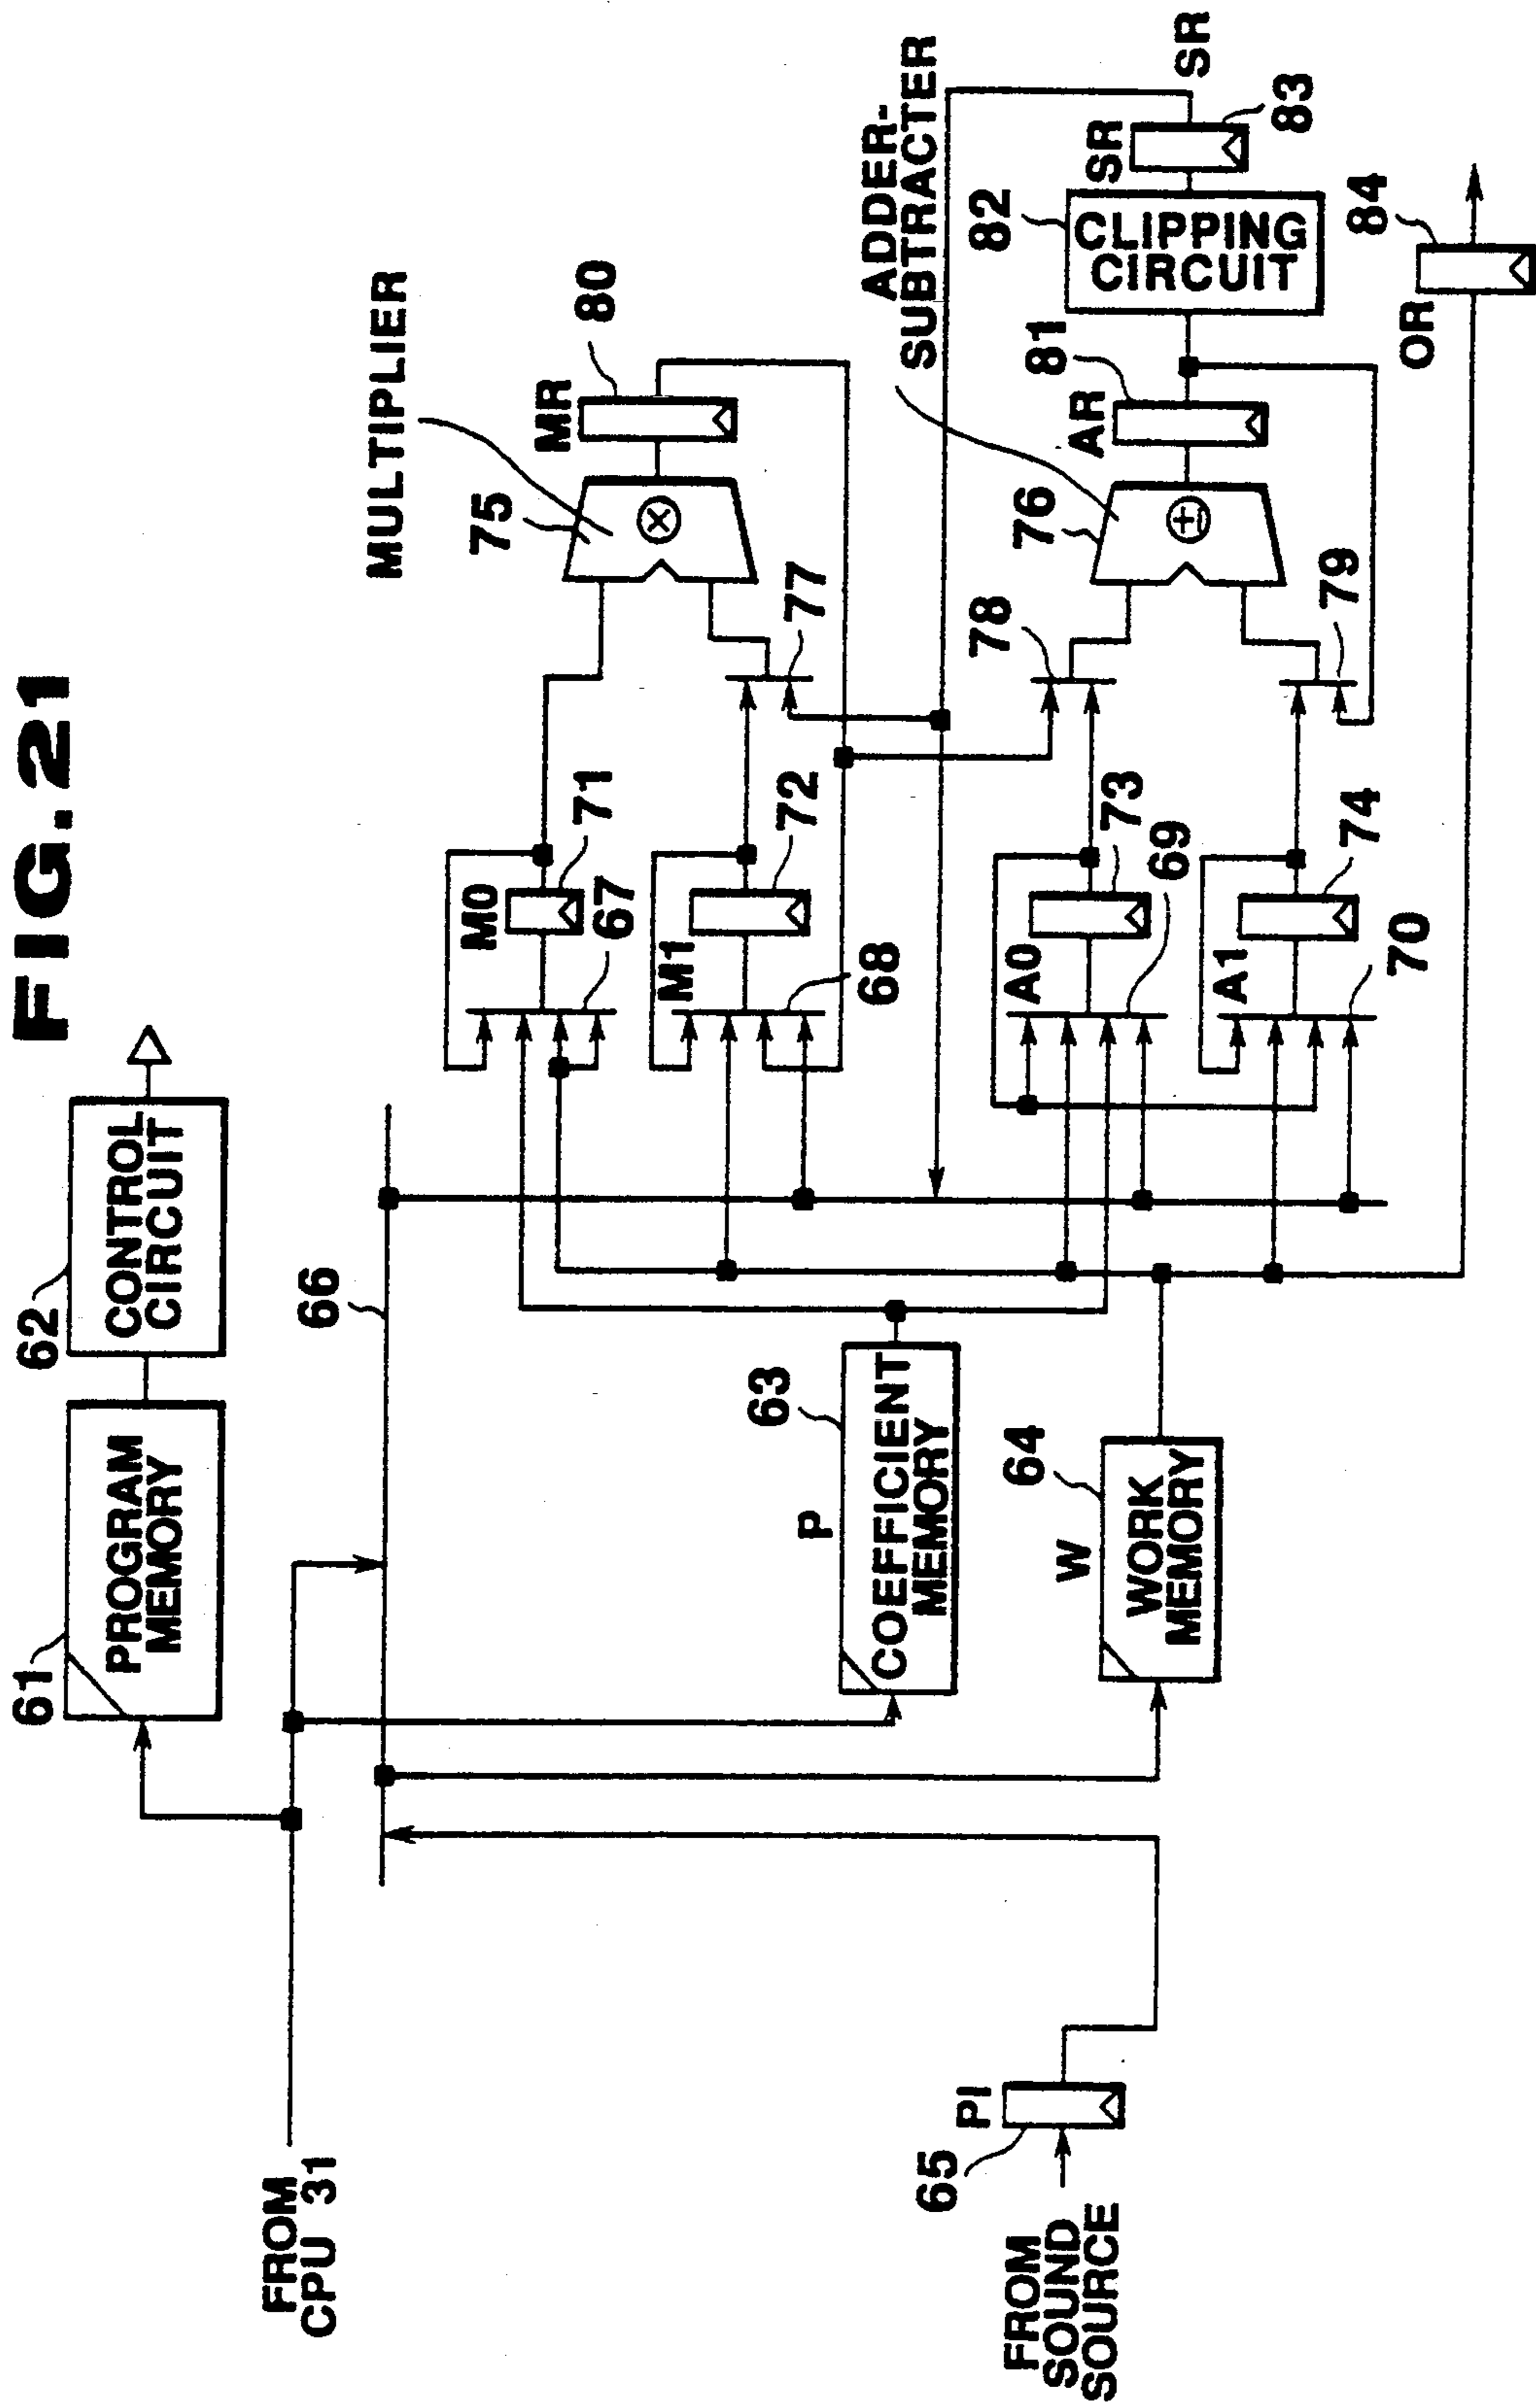 FIG.21
61
PROGRAM
MEMORY
62
CONTROL
CIRCUIT
FROM
CPU 31
66
M0
71
67
MULTIPLIER
75
MR
80
M1
72
68
77
P
63
COEFFICIENT
MEMORY
ADDER-
SUBTRACTER
W
64
WORK
MEMORY
PI
65
FROM
SOUND
SOURCE
A0
73
69
78
76
AR
81
82
CLIPPING
CIRCUIT
SR
83
SR
A1
74
70
79
OR
84